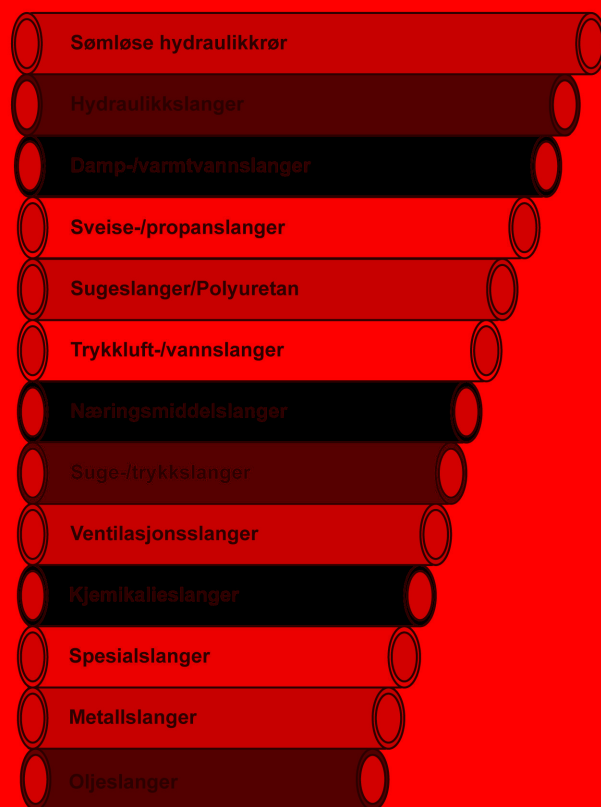 Sømløse hydraulikkrør
Hydraulikkslanger
Damp-/varmtvannslanger
Sveise-/propanslanger
Sugeslanger/Polyuretan
Trykkluft-/vannslanger
Næringsmiddelslanger
Suge-/trykkslanger
Ventilasjonsslanger
Kjemikalieslanger
Spesialslanger
Metallslanger
Oljeslanger